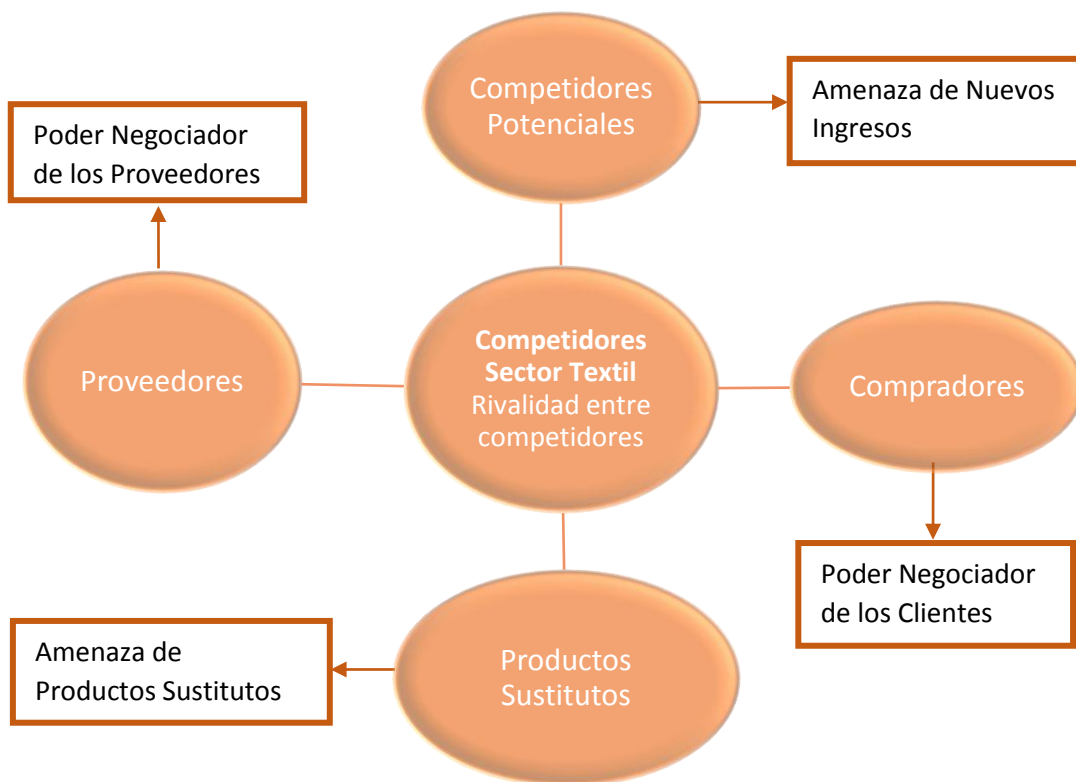 Competidores
Potenciales
Amenaza de Nuevos
Ingresos
Poder Negociador
de los Proveedores
Proveedores
Competidores
Sector Textil
Rivalidad entre
competidores
Compradores
Poder Negociador
de los Clientes
Amenaza de
Productos Sustitutos
Productos
Sustitutos